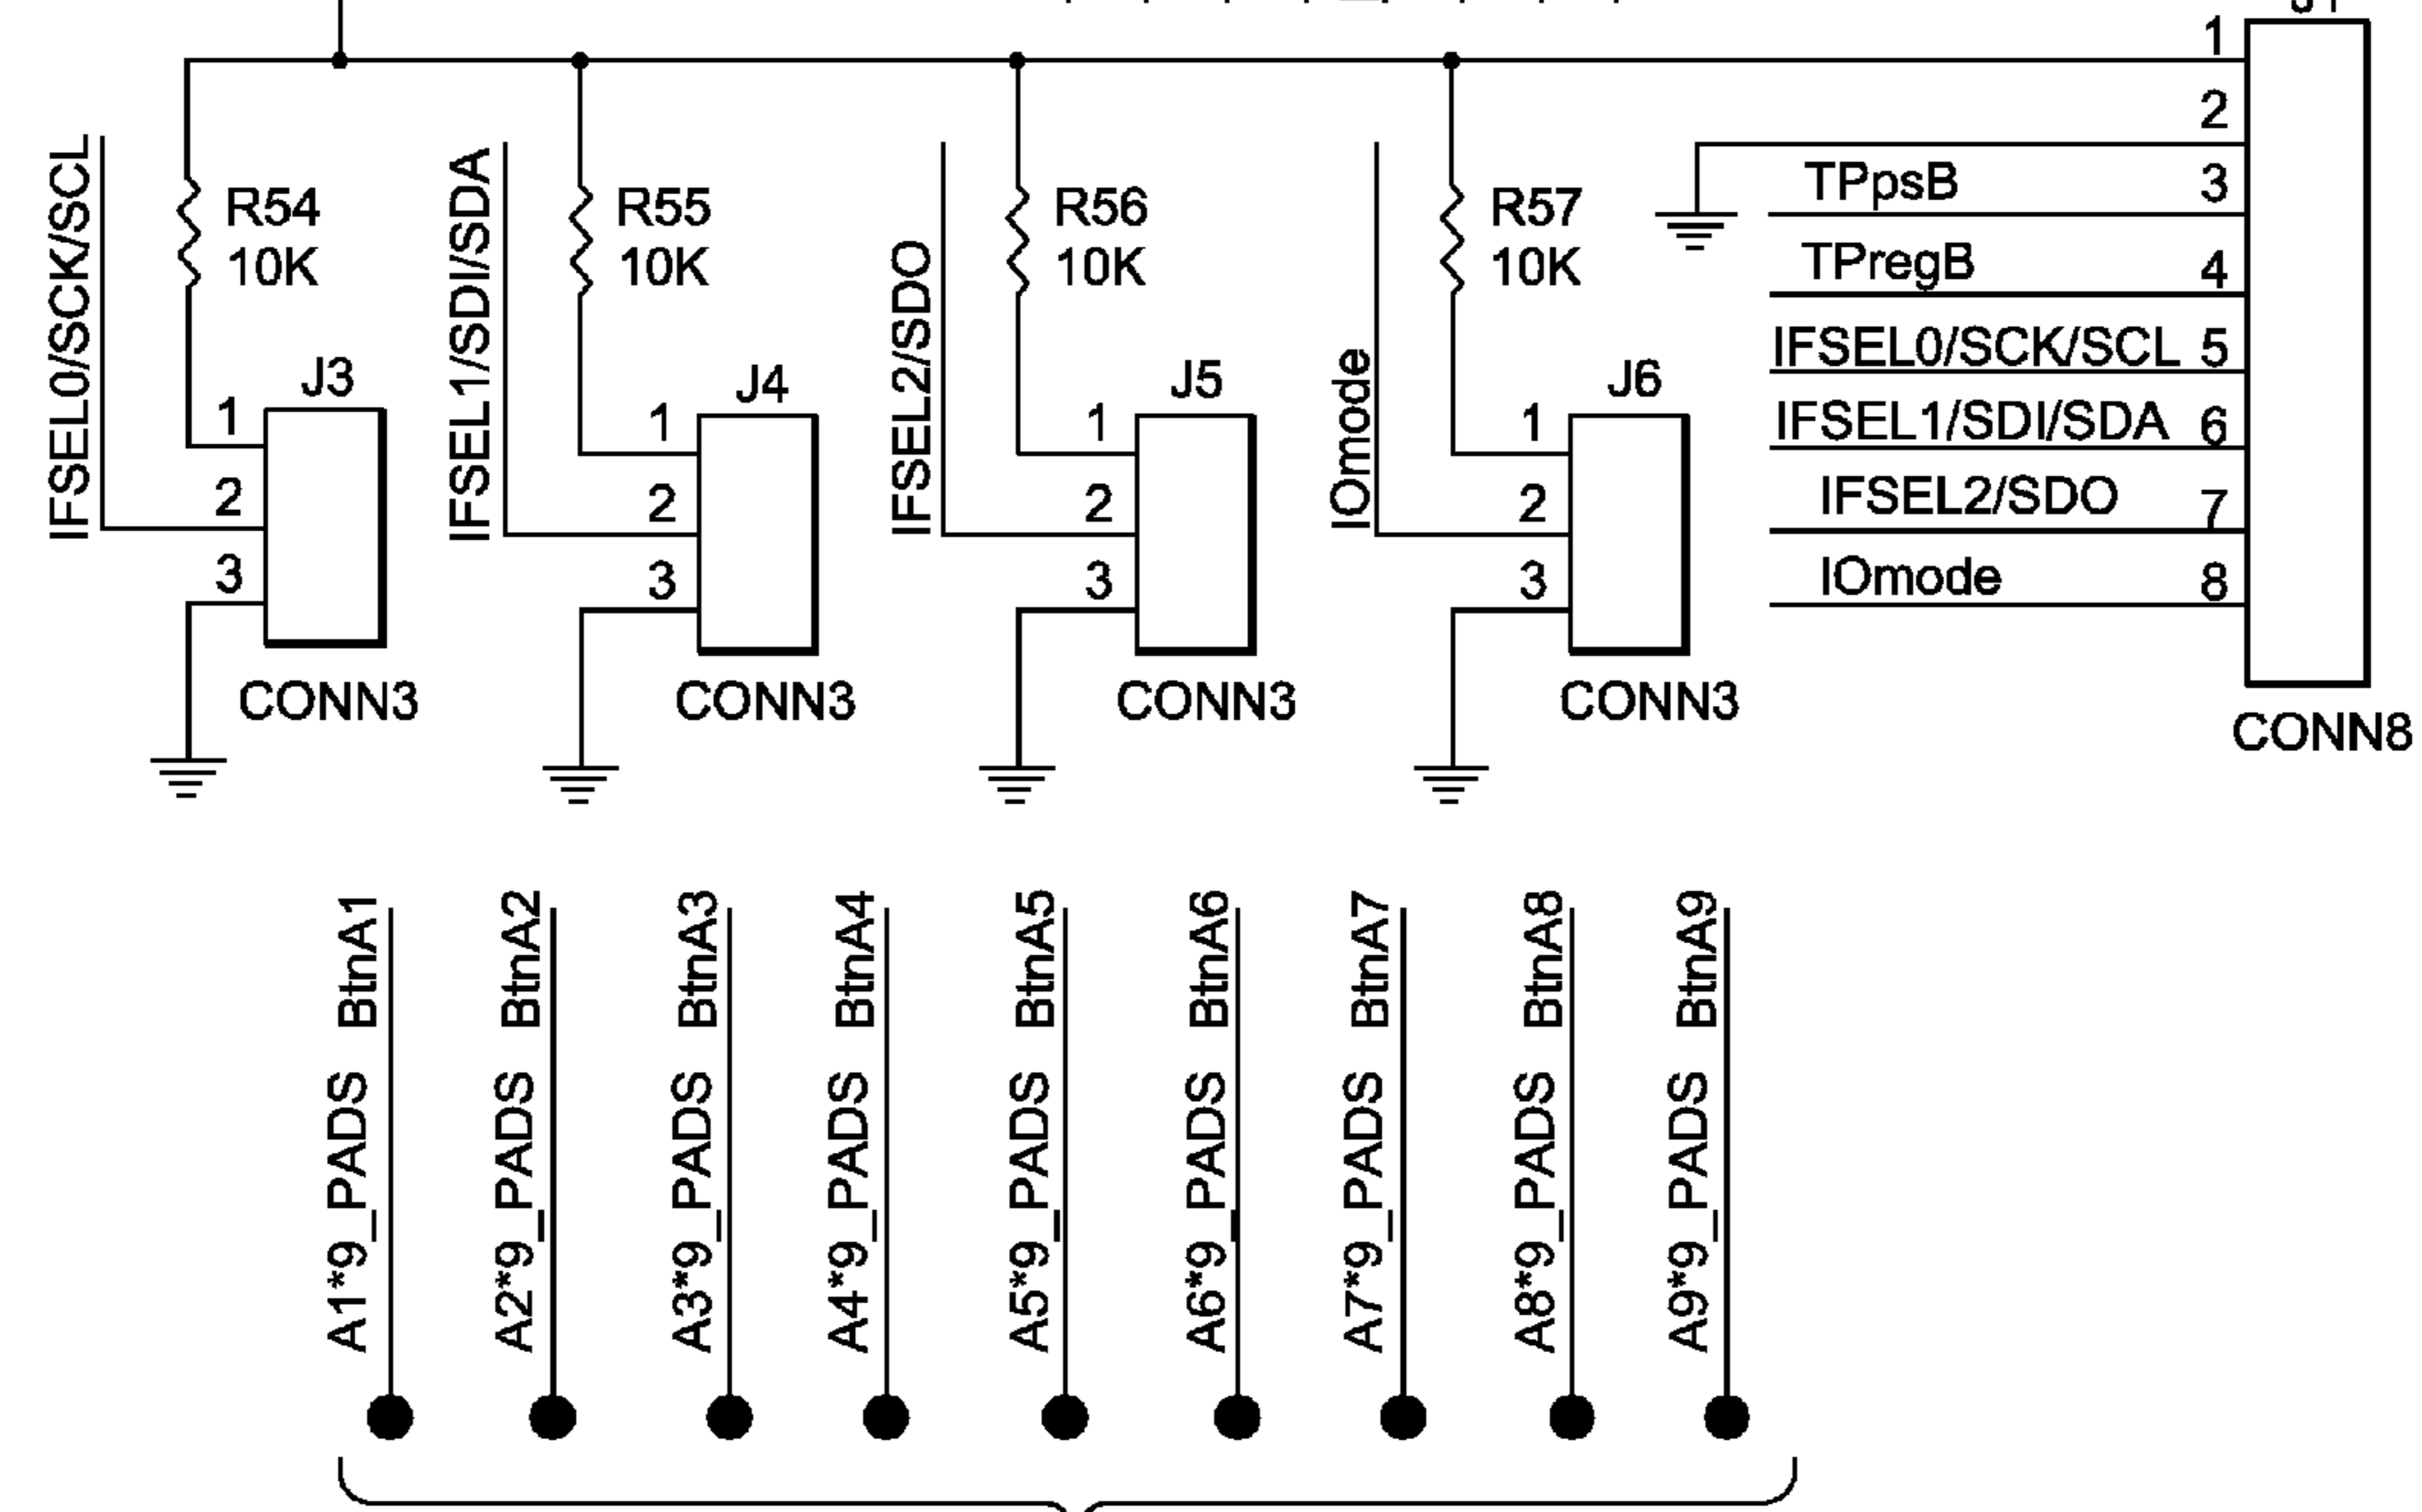 1
2
TPpsB 3
TPregB 4
IFSEL0/SCK/SCL 5
IFSEL1/SDI/SDA 6
IFSEL2/SDO 7
IOmode 8
CONN8
IFSEL0/SCK/SCL
R54
10K
J3
1
2
3
CONN3
IFSEL1/SDI/SDA
R55
10K
J4
1
2
3
CONN3
IFSEL2/SDO
R56
10K
J5
1
2
3
CONN3
IOmode
R57
10K
J6
1
2
3
CONN3
A1*9_PADS BtnA1
A2*9_PADS BtnA2
A3*9_PADS BtnA3
A4*9_PADS BtnA4
A5*9_PADS BtnA5
A6*9_PADS BtnA6
A7*9_PADS BtnA7
A8*9_PADS BtnA8
A9*9_PADS BtnA9